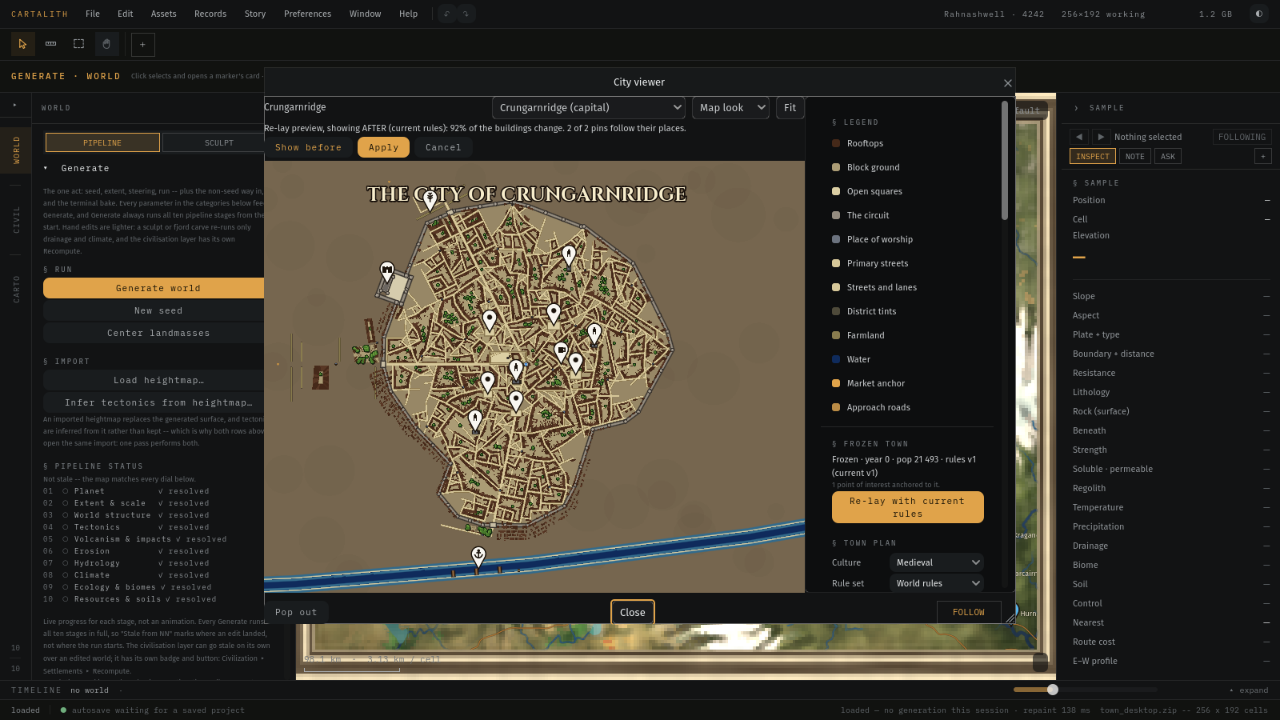 CARTALITH File Edit Assets Records Story Preferences Window Help
Rahnashwell · 4242 256×192 working 1.2 GB
GENERATE · WORLD Click selects and opens a marker's card
City viewer
WORLD
WORLD
CIVIL
CARTO
PIPELINE SCULPT
Generate
The one act: seed, extent, steering, run — plus the non-seed way in,
and the terminal bake. Every parameter in the categories below feeds
Generate, and Generate always runs all ten pipeline stages from the
start. Hand edits are lighter: a sculpt or fjord carve re-runs only
drainage and climate, and the civilisation layer has its own
Recompute.
§ RUN
Generate world
New seed
Center landmasses
§ IMPORT
Load heightmap…
Infer tectonics from heightmap…
An imported heightmap replaces the generated surface, and
are inferred from it rather than kept — which is why both rows above
open the same import: one pass performs both.
§ PIPELINE STATUS
Not stale — the map matches every dial below.
01 Planet √ resolved
02 Extent & scale √ resolved
03 World structure √ resolved
04 Tectonics √ resolved
05 Volcanism & impacts √ resolved
06 Erosion √ resolved
07 Hydrology √ resolved
08 Climate √ resolved
09 Ecology & biomes √ resolved
10 Resources & soils √ resolved
Live progress for each stage, not an animation. Every Generate runs
all ten stages in full, so "Stale from NN" marks where an edit landed,
not where the run starts. The civilisation layer can go stale on its own
over an edited world; it has its own badge and button: Civilization •
Settlements • Recompute.
10
10
Crungarnridge
Crungarnridge (capital) Map look Fit
Re-lay preview, showing AFTER (current rules): 92% of the buildings change. 2 of 2 pins follow their places.
Show before Apply Cancel
THE CITY OF CRUNGARNRIDGE
§ LEGEND
Rooftops
Block ground
Open squares
The circuit
Place of worship
Primary streets
Streets and lanes
District tints
Farmland
Water
Market anchor
Approach roads
§ FROZEN TOWN
Frozen · year 0 · pop 21 493 · rules v1
(current v1)
1 point of interest anchored to it.
Re-lay with current
rules
§ TOWN PLAN
Culture Medieval
Rule set World rules
Pop out Close FOLLOW
SAMPLE
Nothing selected FOLLOWING
INSPECT NOTE ASK +
§ SAMPLE
Position —
Cell —
Elevation
—
Slope —
Aspect —
Plate + type —
Boundary + distance —
Resistance —
Lithology —
Rock (surface) —
Beneath —
Strength —
Soluble · permeable —
Regolith —
Temperature —
Precipitation —
Drainage —
Biome —
Soil —
Control —
Nearest —
Route cost —
E–W profile —
TIMELINE no world ·
expand
loaded autosave waiting for a saved project
loaded — no generation this session · repaint 138 ms town_desktop.zip -- 256 x 192 cells